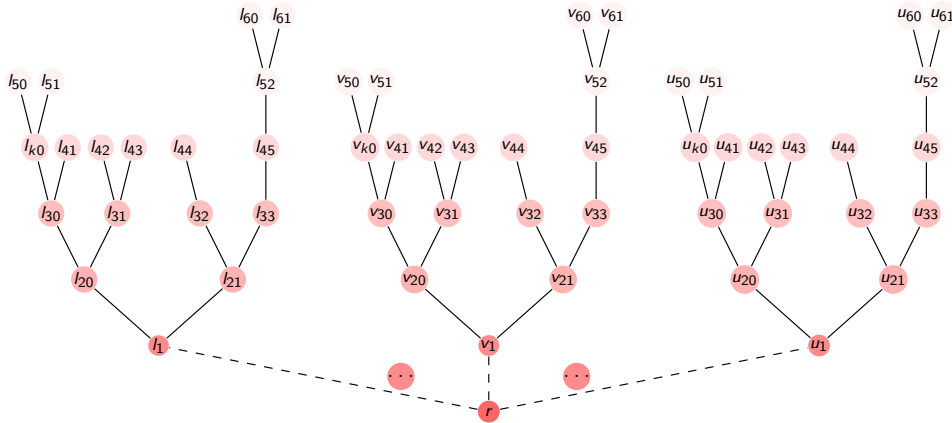 l60 l61 v60 v61 u60 u61
l50 l51 l52 v50 v51 v52 u50 u51 u52
lk0 l41 l42 l43 l44 l45 vk0 v41 v42 v43 v44 v45 uk0 u41 u42 u43 u44 u45
l30 l31 l32 l33 v30 v31 v32 v33 u30 u31 u32 u33
l20 l21 v20 v21 u20 u21
l1 v1 u1
··· ···
r